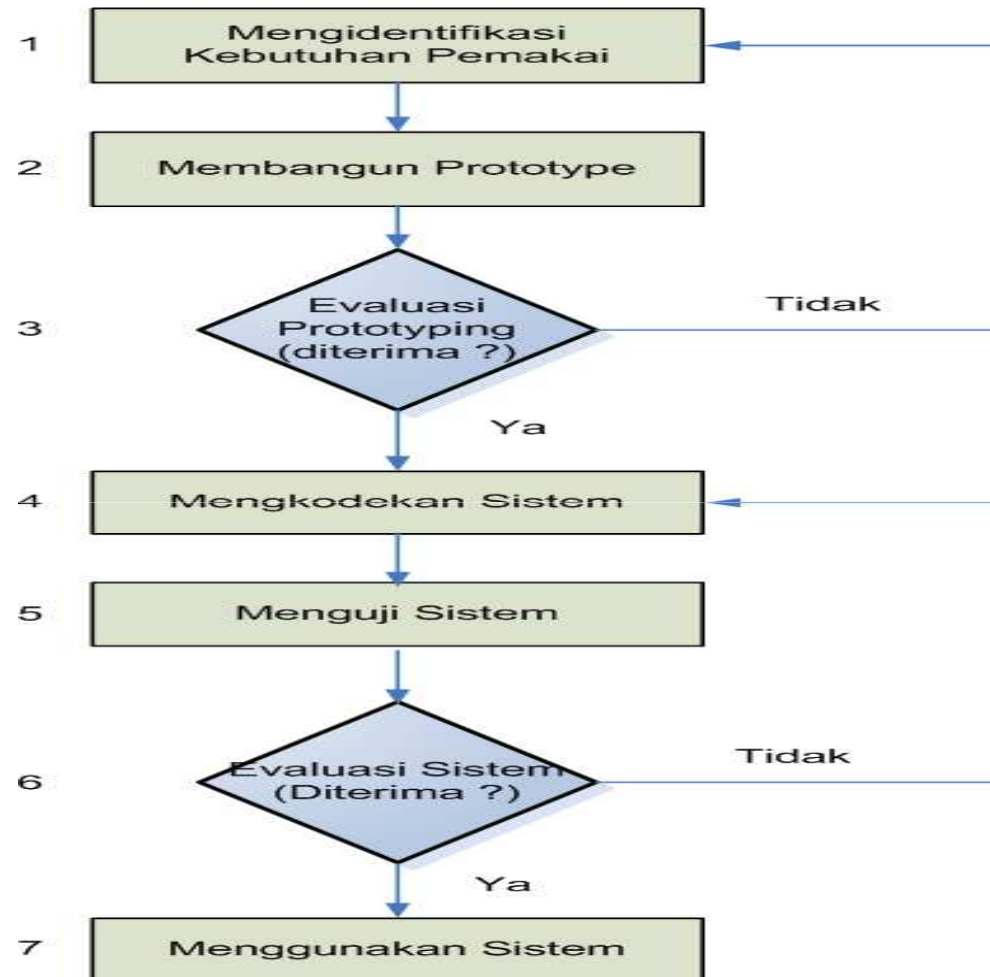 1
Mengidentifikasi
Kebutuhan Pemakai
2
Membangun Prototype
3
Evaluasi
Prototyping
(diterima ?)
Tidak
Ya
4
Mengkodekan Sistem
5
Menguji Sistem
6
Evaluasi Sistem
(Diterima ?)
Tidak
Ya
7
Menggunakan Sistem